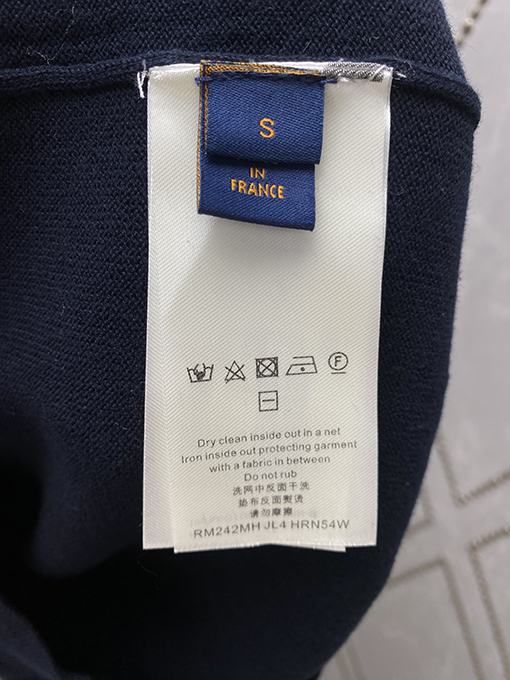 S
IN
FRANCE
F
Dry clean inside out in a net
Iron inside out protecting garment
with a fabric in between
Do not rub
洗网中反面干洗
垫布反面熨烫
请勿摩擦
RM242MH JL4 HRN54W